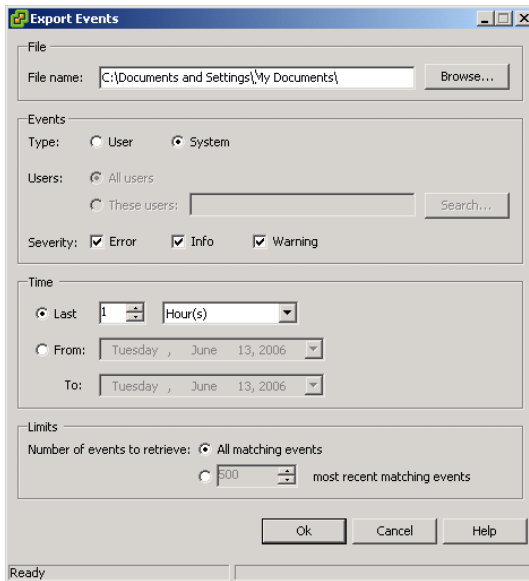 Export Events
File
File name: C:\Documents and Settings\My Documents\ Browse...
Events
Type: User System
Users: All users
These users: Search...
Severity: Error Info Warning
Time
Last 1 Hour(s)
From: Tuesday , June 13, 2006
To: Tuesday , June 13, 2006
Limits
Number of events to retrieve: All matching events
500 most recent matching events
Ok Cancel Help
Ready